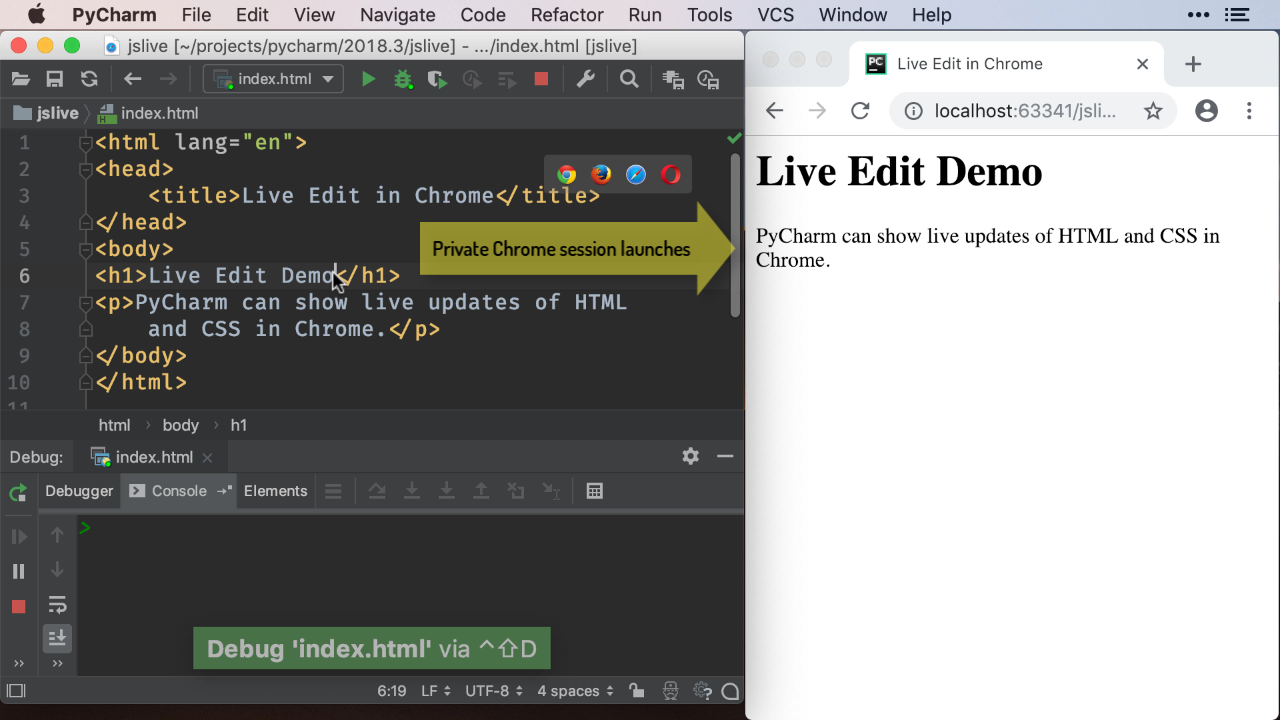 PyCharm File Edit View Navigate Code Refactor Run Tools VCS Window Help
jslive [~/projects/pycharm/2018.3/jslive] - .../index.html [jslive]
index.html
jslive index.html
1 <html lang="en">
2 <head>
3 <title>Live Edit in Chrome</title>
4 </head>
5 <body>
6 <h1>Live Edit Demo</h1>
7 <p>PyCharm can show live updates of HTML
8 and CSS in Chrome.</p>
9 </body>
10 </html>
11
Private Chrome session launches
html › body › h1
Debug: index.html
Debugger Console Elements
>
Debug 'index.html' via ^⇧D
6:19 LF UTF-8 4 spaces
PC Live Edit in Chrome
localhost:63341/jsli...
Live Edit Demo
PyCharm can show live updates of HTML and CSS in
Chrome.